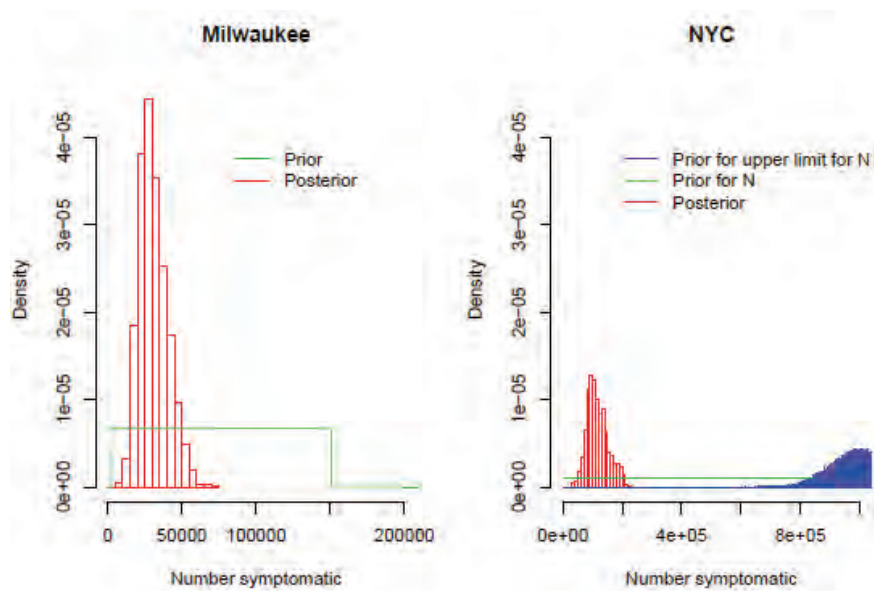 Milwaukee
Density
0e+00
1e-05
2e-05
3e-05
4e-05
Prior
Posterior
0
50000
100000
200000
Number symptomatic
NYC
Density
0e+00
1e-05
2e-05
3e-05
4e-05
Prior for upper limit for N
Prior for N
Posterior
0e+00
4e+05
8e+05
Number symptomatic